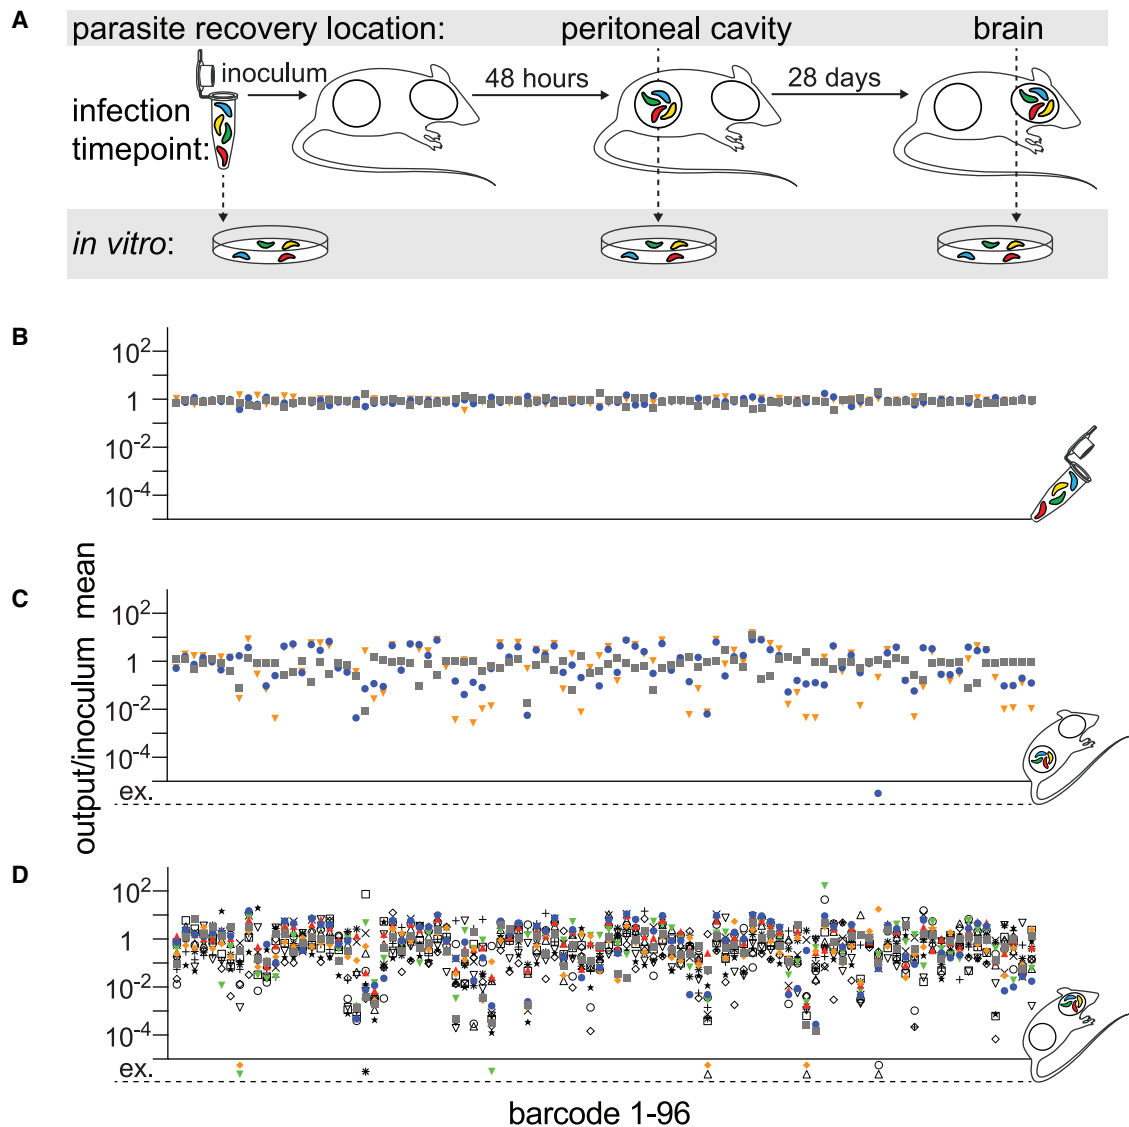 A
parasite recovery location: peritoneal cavity brain
inoculum 48 hours 28 days
infection
timepoint:
in vitro:
B
10²
1
10⁻²
10⁻⁴
output/inoculum mean
C
10²
1
10⁻²
10⁻⁴
ex.
D
10²
1
10⁻²
10⁻⁴
ex.
barcode 1-96